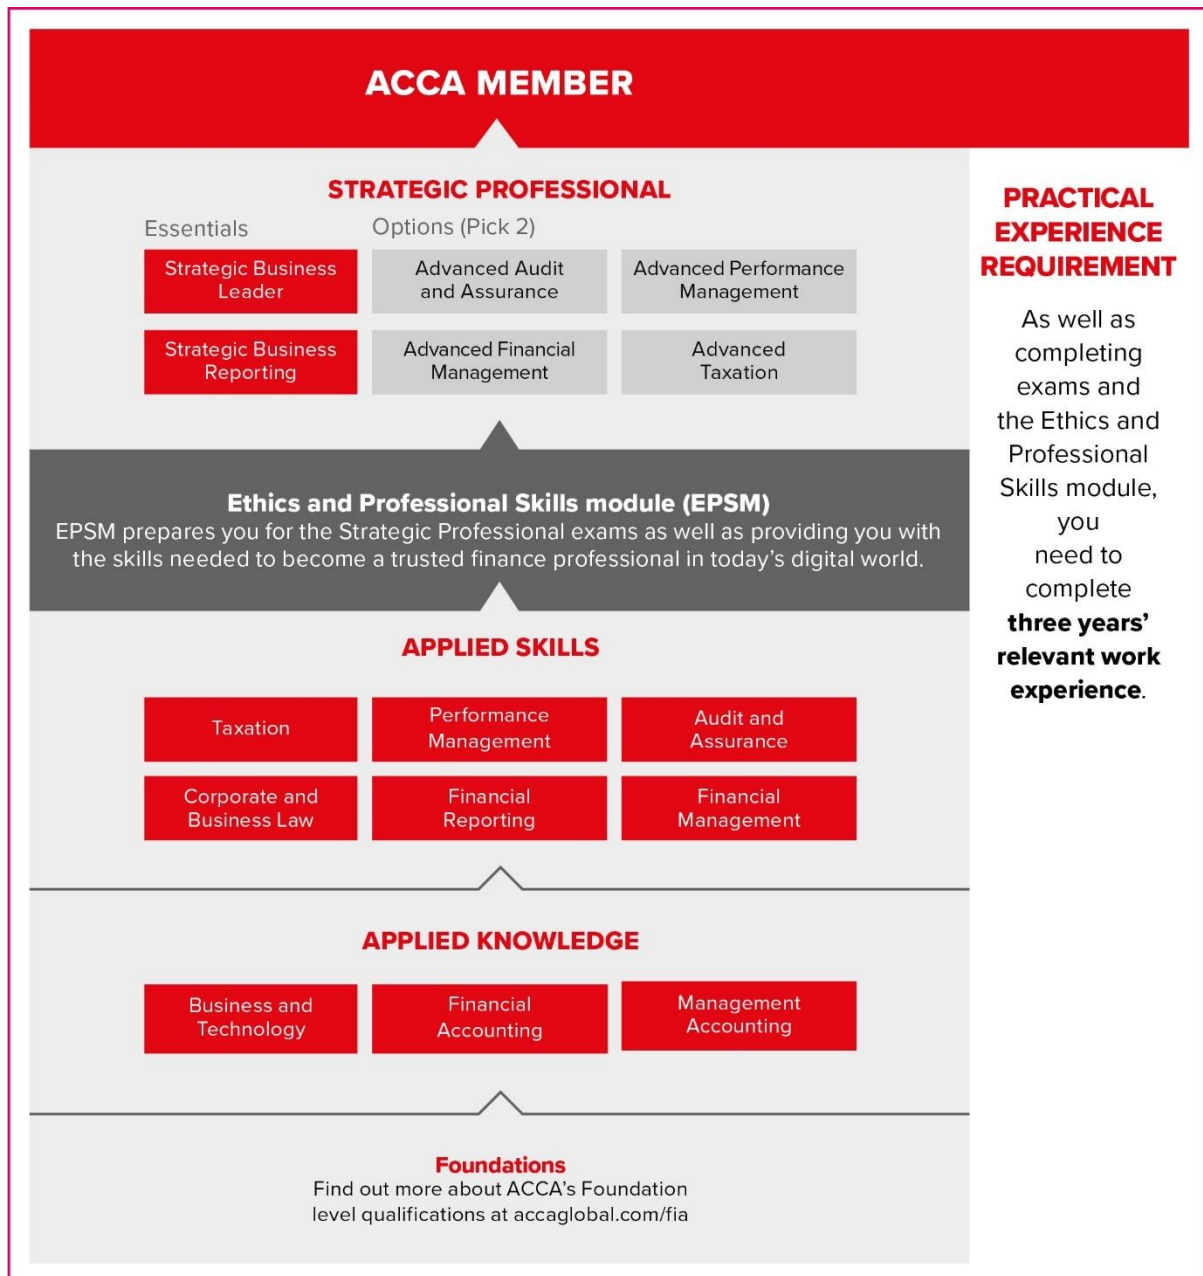 ACCA MEMBER
STRATEGIC PROFESSIONAL
Essentials
Options (Pick 2)
Strategic Business
Leader
Advanced Audit
and Assurance
Advanced Performance
Management
Strategic Business
Reporting
Advanced Financial
Management
Advanced
Taxation
Ethics and Professional Skills module (EPSM)
EPSM prepares you for the Strategic Professional exams as well as providing you with
the skills needed to become a trusted finance professional in today’s digital world.
APPLIED SKILLS
Taxation
Performance
Management
Audit and
Assurance
Corporate and
Business Law
Financial
Reporting
Financial
Management
APPLIED KNOWLEDGE
Business and
Technology
Financial
Accounting
Management
Accounting
Foundations
Find out more about ACCA’s Foundation
level qualifications at accaglobal.com/fia
PRACTICAL
EXPERIENCE
REQUIREMENT
As well as
completing
exams and
the Ethics and
Professional
Skills module,
you
need to
complete
three years’
relevant work
experience.